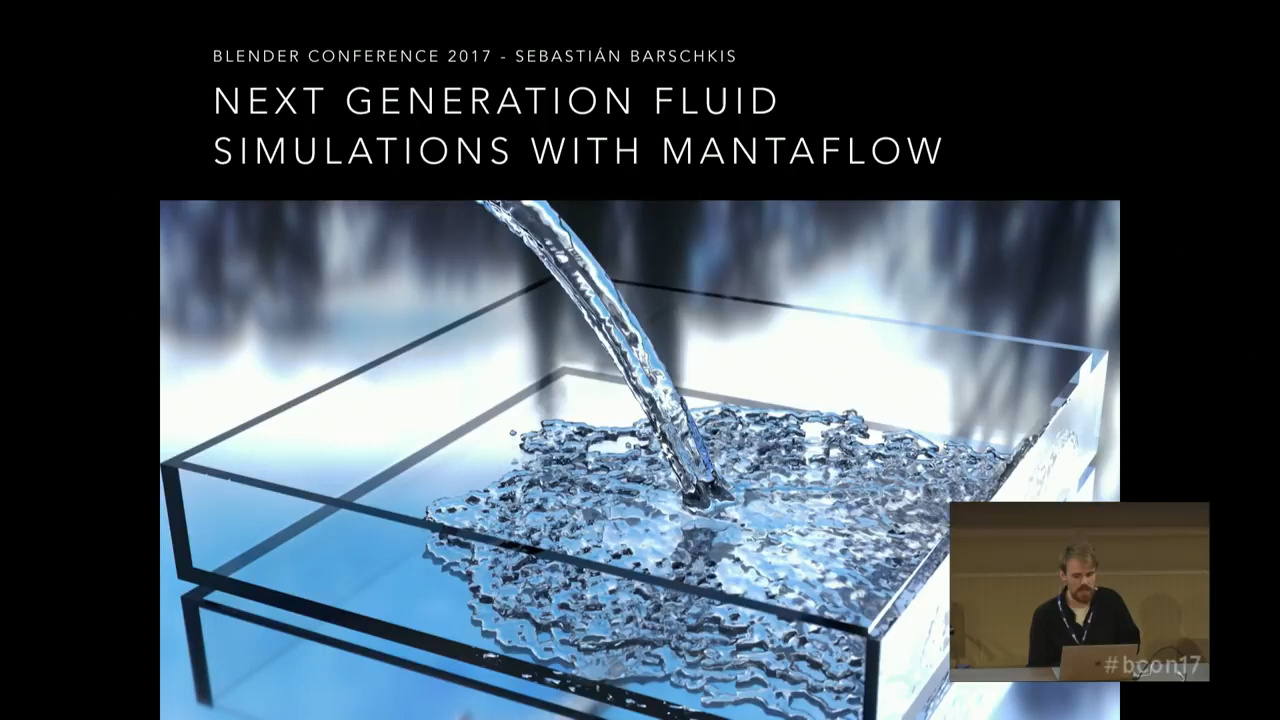 BLENDER CONFERENCE 2017 - SEBASTIÁN BARSCHKIS
NEXT GENERATION FLUID
SIMULATIONS WITH MANTAFLOW
#bcon17